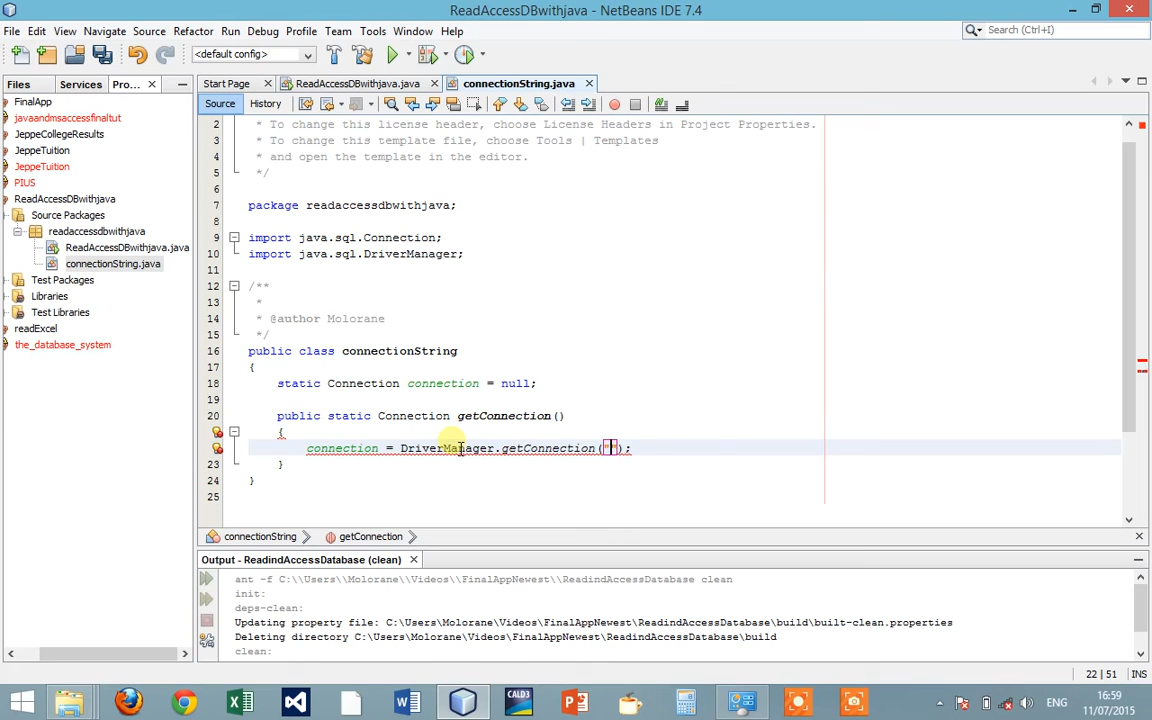 ReadAccessDBwithjava - NetBeans IDE 7.4
File Edit View Navigate Source Refactor Run Debug Profile Team Tools Window Help
Search (Ctrl+I)
<default config>
Files Services Pro...
Start Page ReadAccessDBwithjava.java connectionString.java
Source History
FinalApp
javaandmsaccessfinaltut
JeppeCollegeResults
JeppeTuition
JeppeTuition
PIUS
ReadAccessDBwithjava
Source Packages
readaccessdbwithjava
ReadAccessDBwithjava.java
connectionString.java
Test Packages
Libraries
Test Libraries
readExcel
the_database_system
2 * To change this license header, choose License Headers in Project Properties.
3 * To change this template file, choose Tools | Templates
4 * and open the template in the editor.
5 */
6
7 package readaccessdbwithjava;
8
9 import java.sql.Connection;
10 import java.sql.DriverManager;
11
12 /**
13 *
14 * @author Molorane
15 */
16 public class connectionString
17 {
18 static Connection connection = null;
19
20 public static Connection getConnection()
{
connection = DriverManager.getConnection("");
23 }
24 }
25
connectionString getConnection
Output - ReadindAccessDatabase (clean)
ant -f C:\\Users\\Molorane\\Videos\\FinalAppNewest\\ReadindAccessDatabase clean
init:
deps-clean:
Updating property file: C:\Users\Molorane\Videos\FinalAppNewest\ReadindAccessDatabase\build\built-clean.properties
Deleting directory C:\Users\Molorane\Videos\FinalAppNewest\ReadindAccessDatabase\build
clean:
22 | 51 INS
CALD3
ENG
16:59
11/07/2015